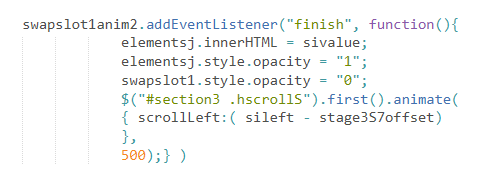 swapslot1anim2.addEventListener("finish", function(){
elementsj.innerHTML = sivalue;
elementsj.style.opacity = "1";
swapslot1.style.opacity = "0";
$("#section3 .hscrollS").first().animate(
{ scrollLeft:( sileft - stage3S7offset)
},
500);} )